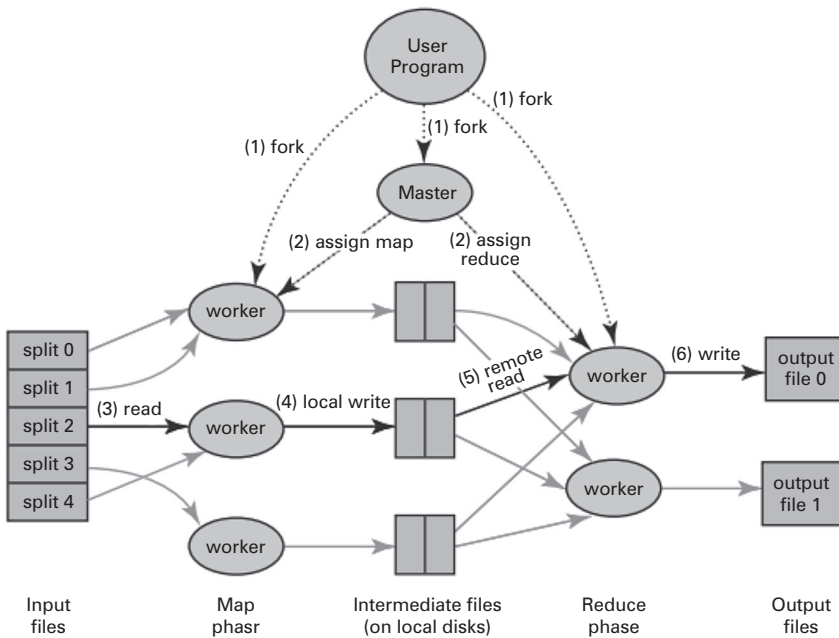 User
Program
(1) fork
(1) fork
(1) fork
Master
(2) assign map
(2) assign
reduce
worker
split 0
split 1
split 2
split 3
split 4
(3) read
worker
(4) local write
worker
(5) remote
read
worker
(6) write
output
file 0
worker
output
file 1
Input
files
Map
phasr
Intermediate files
(on local disks)
Reduce
phase
Output
files